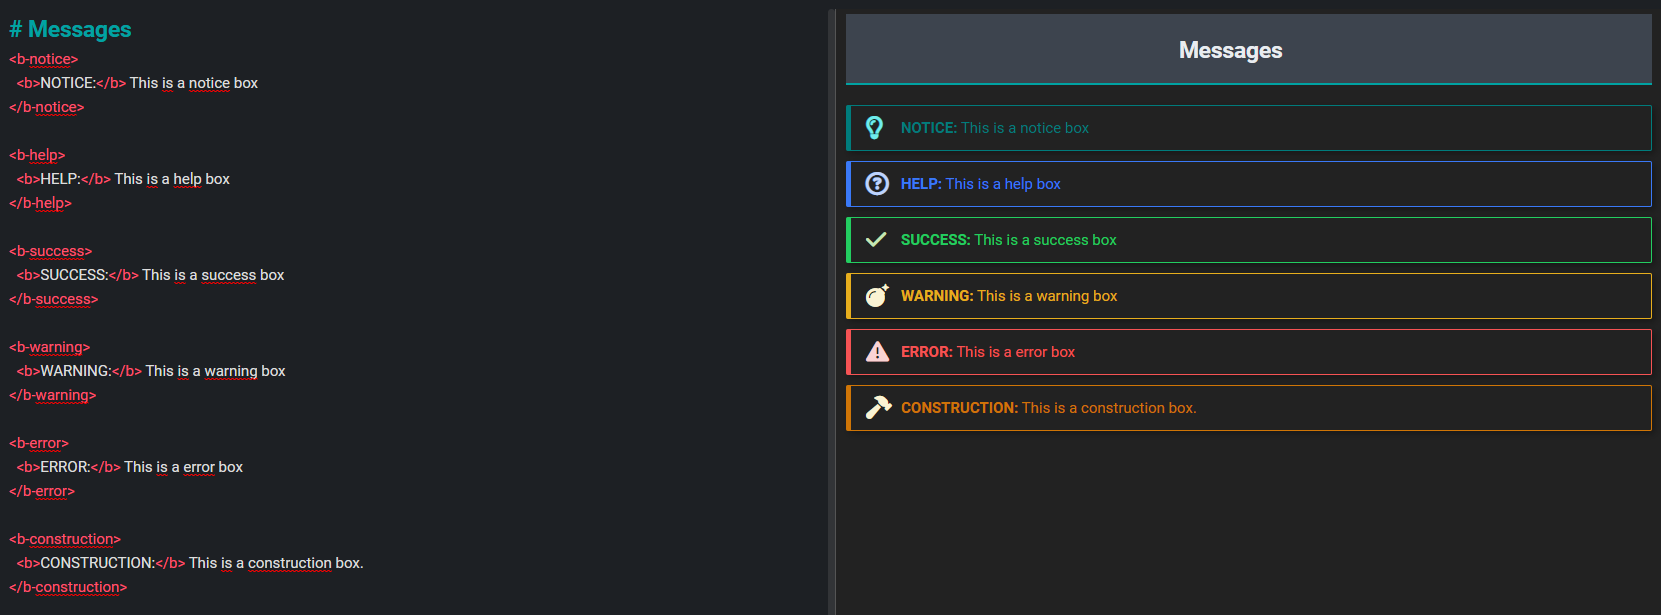 # Messages
<b-notice>
<b>NOTICE:</b> This is a notice box
</b-notice>
<b-help>
<b>HELP:</b> This is a help box
</b-help>
<b-success>
<b>SUCCESS:</b> This is a success box
</b-success>
<b-warning>
<b>WARNING:</b> This is a warning box
</b-warning>
<b-error>
<b>ERROR:</b> This is a error box
</b-error>
<b-construction>
<b>CONSTRUCTION:</b> This is a construction box.
</b-construction>
Messages
NOTICE: This is a notice box
HELP: This is a help box
SUCCESS: This is a success box
WARNING: This is a warning box
ERROR: This is a error box
CONSTRUCTION: This is a construction box.